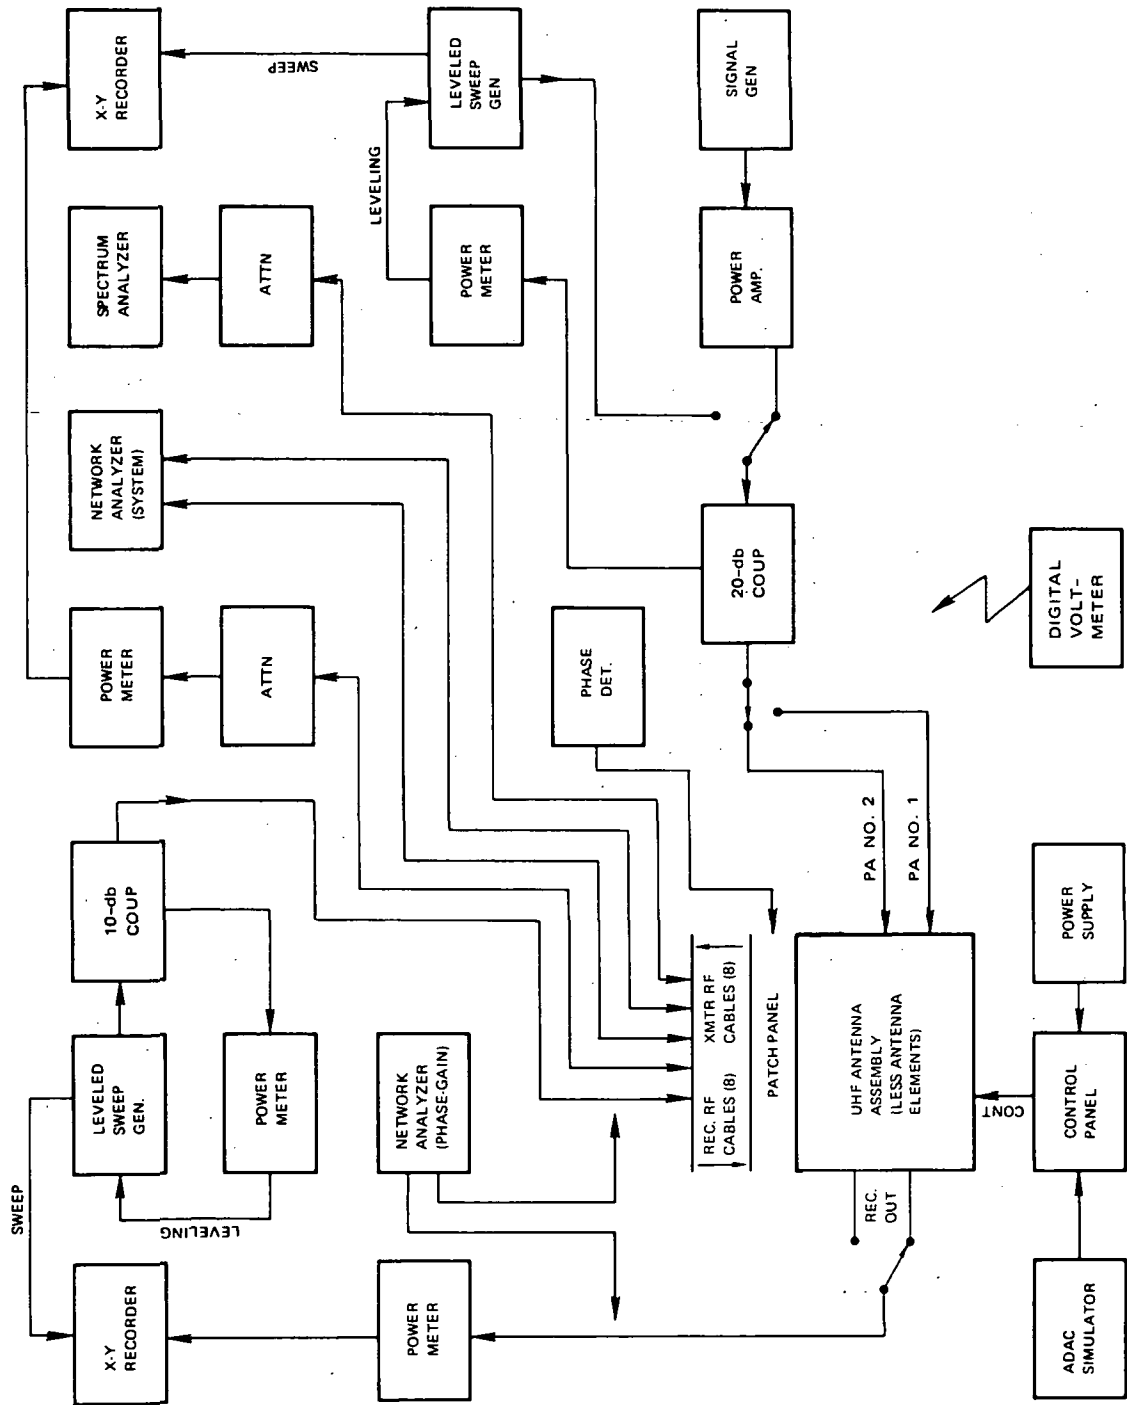 SWEEP
X-Y
RECORDER
LEVELED
SWEEP
GEN.
10-db
COUP
POWER
METER
NETWORK
ANALYZER
(SYSTEM)
SPECTRUM
ANALYZER
X-Y
RECORDER
LEVELING
POWER
METER
ATTN
ATTN
SWEEP
POWER
METER
NETWORK
ANALYZER
(PHASE-GAIN)
LEVELING
POWER
METER
LEVELED
SWEEP
GEN
PHASE
DET.
REC. RF
CABLES (8)
XMTR RF
CABLES (8)
PATCH PANEL
20-db
COUP
POWER
AMP.
SIGNAL
GEN
REC.
OUT
UHF ANTENNA
ASSEMBLY
(LESS ANTENNA
ELEMENTS)
PA NO. 2
PA NO. 1
CONT
ADAC
SIMULATOR
CONTROL
PANEL
POWER
SUPPLY
DIGITAL
VOLT-
METER